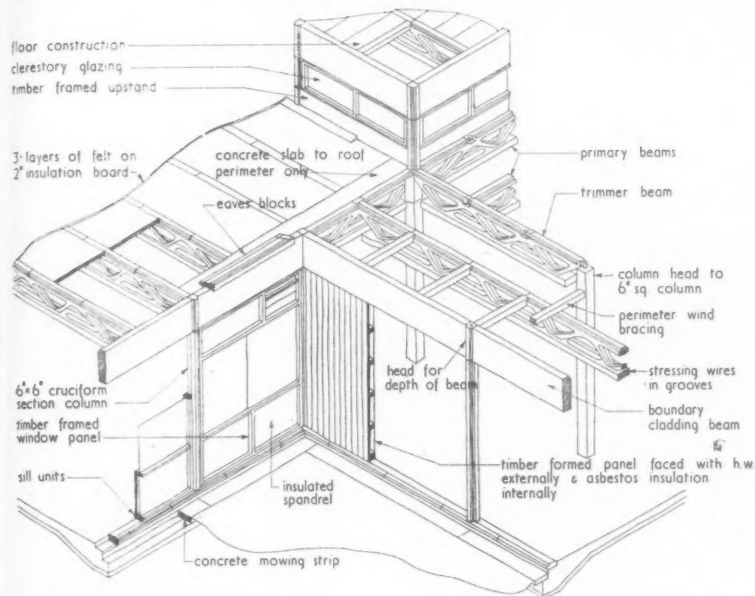 floor construction
clerestory glazing
timber framed upstand
3 layers of felt on
2" insulation board
concrete slab to roof
perimeter only
eaves blocks
primary beams
trimmer beam
column head to
6" sq column
perimeter wind
bracing
stressing wires
in grooves
boundary
cladding beam
head for
depth of beam
6"x 6" cruciform
section column
timber framed
window panel
sill units
insulated
spandrel
timber formed panel faced with h.w.
externally & asbestos insulation
internally
concrete mowing strip